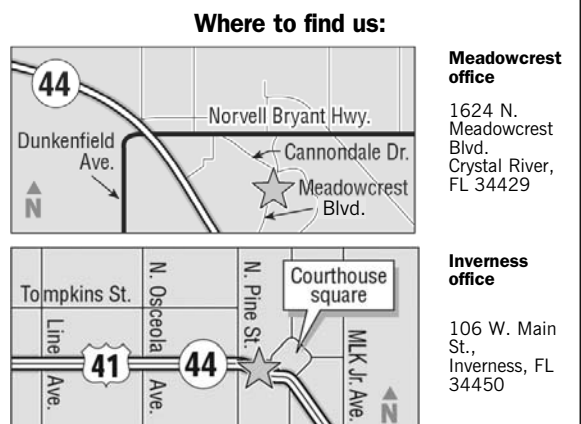 Where to find us:
44
Norvell Bryant Hwy.
Dunkenfield
Ave.
Cannondale Dr.
Meadowcrest
Blvd.
N
Meadowcrest
office
1624 N.
Meadowcrest
Blvd.
Crystal River,
FL 34429
Tompkins St.
Line
Ave.
N. Osceola
Ave.
N. Pine St.
Courthouse
square
MLK Jr. Ave.
41
44
N
Inverness
office
106 W. Main
St.,
Inverness, FL
34450